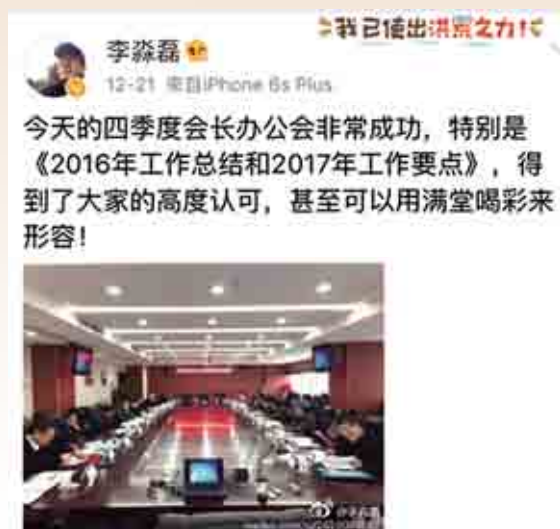 我已使出洪荒之力！
李淼磊
12-21 来自iPhone 6s Plus
今天的四季度会长办公会非常成功，特别是
《2016年工作总结和2017年工作要点》，得
到了大家的高度认可，甚至可以用满堂喝彩来
形容！